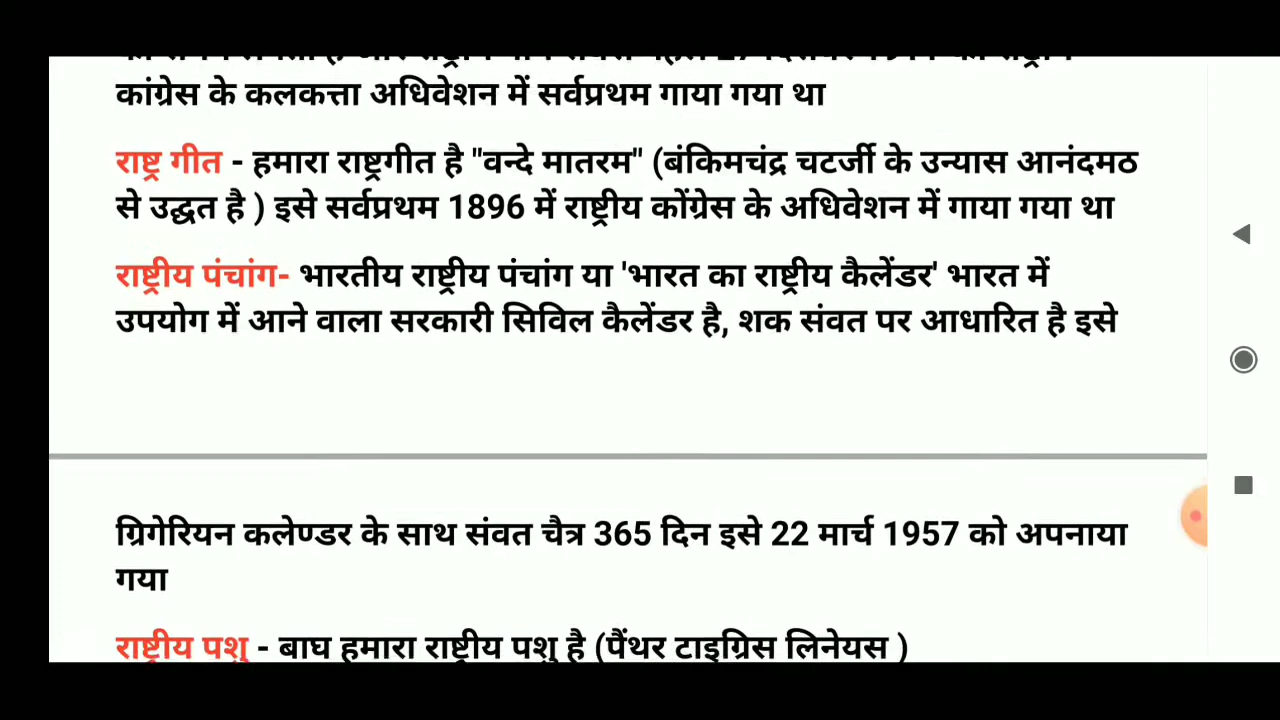 कांग्रेस के कलकत्ता अधिवेशन में सर्वप्रथम गाया गया था
राष्ट्र गीत - हमारा राष्ट्रगीत है "वन्दे मातरम" (बंकिमचंद्र चटर्जी के उन्यास आनंदमठ
से उद्धत है ) इसे सर्वप्रथम 1896 में राष्ट्रीय कोंग्रेस के अधिवेशन में गाया गया था
राष्ट्रीय पंचांग- भारतीय राष्ट्रीय पंचांग या 'भारत का राष्ट्रीय कैलेंडर' भारत में
उपयोग में आने वाला सरकारी सिविल कैलेंडर है, शक संवत पर आधारित है इसे
ग्रिगेरियन कलेण्डर के साथ संवत चैत्र 365 दिन इसे 22 मार्च 1957 को अपनाया
गया
राष्ट्रीय पशु - बाघ हमारा राष्ट्रीय पशु है (पैंथर टाइग्रिस लिनेयस )